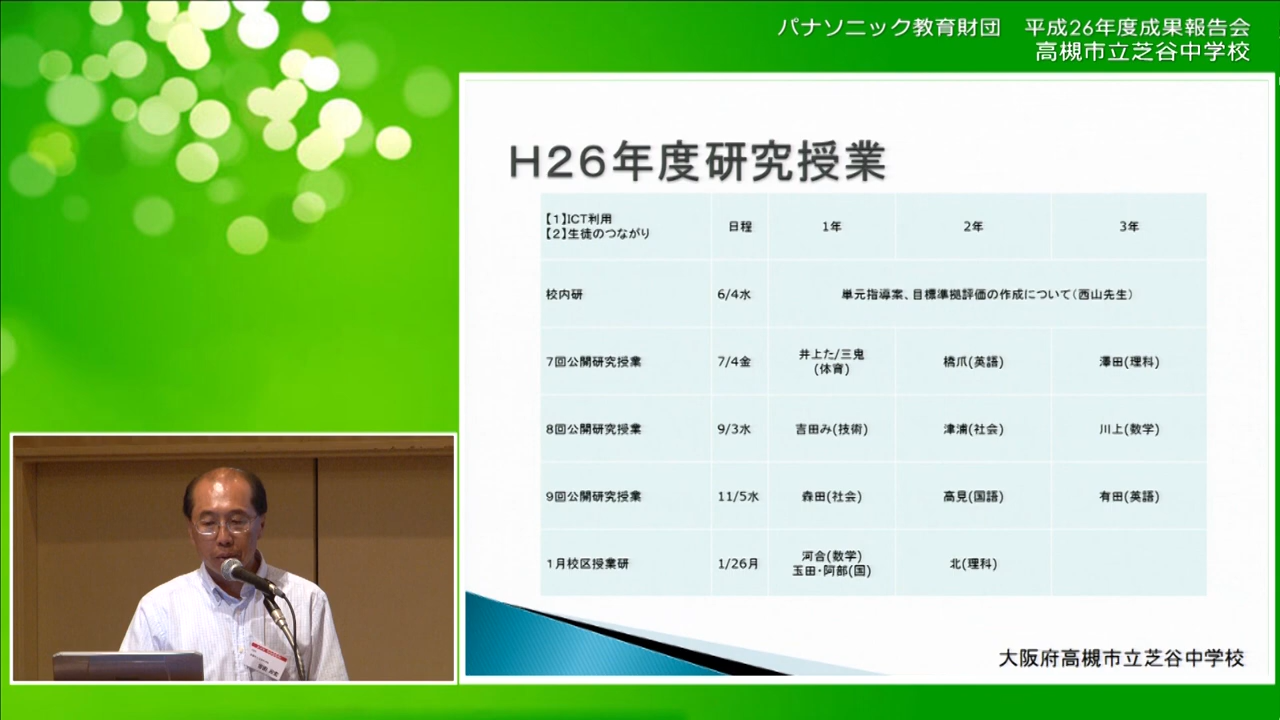 パナソニック教育財団　平成26年度成果報告会
高槻市立芝谷中学校
H26年度研究授業
【1】ICT利用
【2】生徒のつながり
日程
1年
2年
3年
校内研
6/4水
単元指導案、目標準拠評価の作成について(西山先生)
7回公開研究授業
7/4金
井上た/三鬼
(体育)
橋爪(英語)
澤田(理科)
8回公開研究授業
9/3水
吉田み(技術)
津浦(社会)
川上(数学)
9回公開研究授業
11/5水
森田(社会)
高見(国語)
有田(英語)
1月校区授業研
1/26月
河合(数学)
玉田・阿部(国)
北(理科)
大阪府高槻市立芝谷中学校